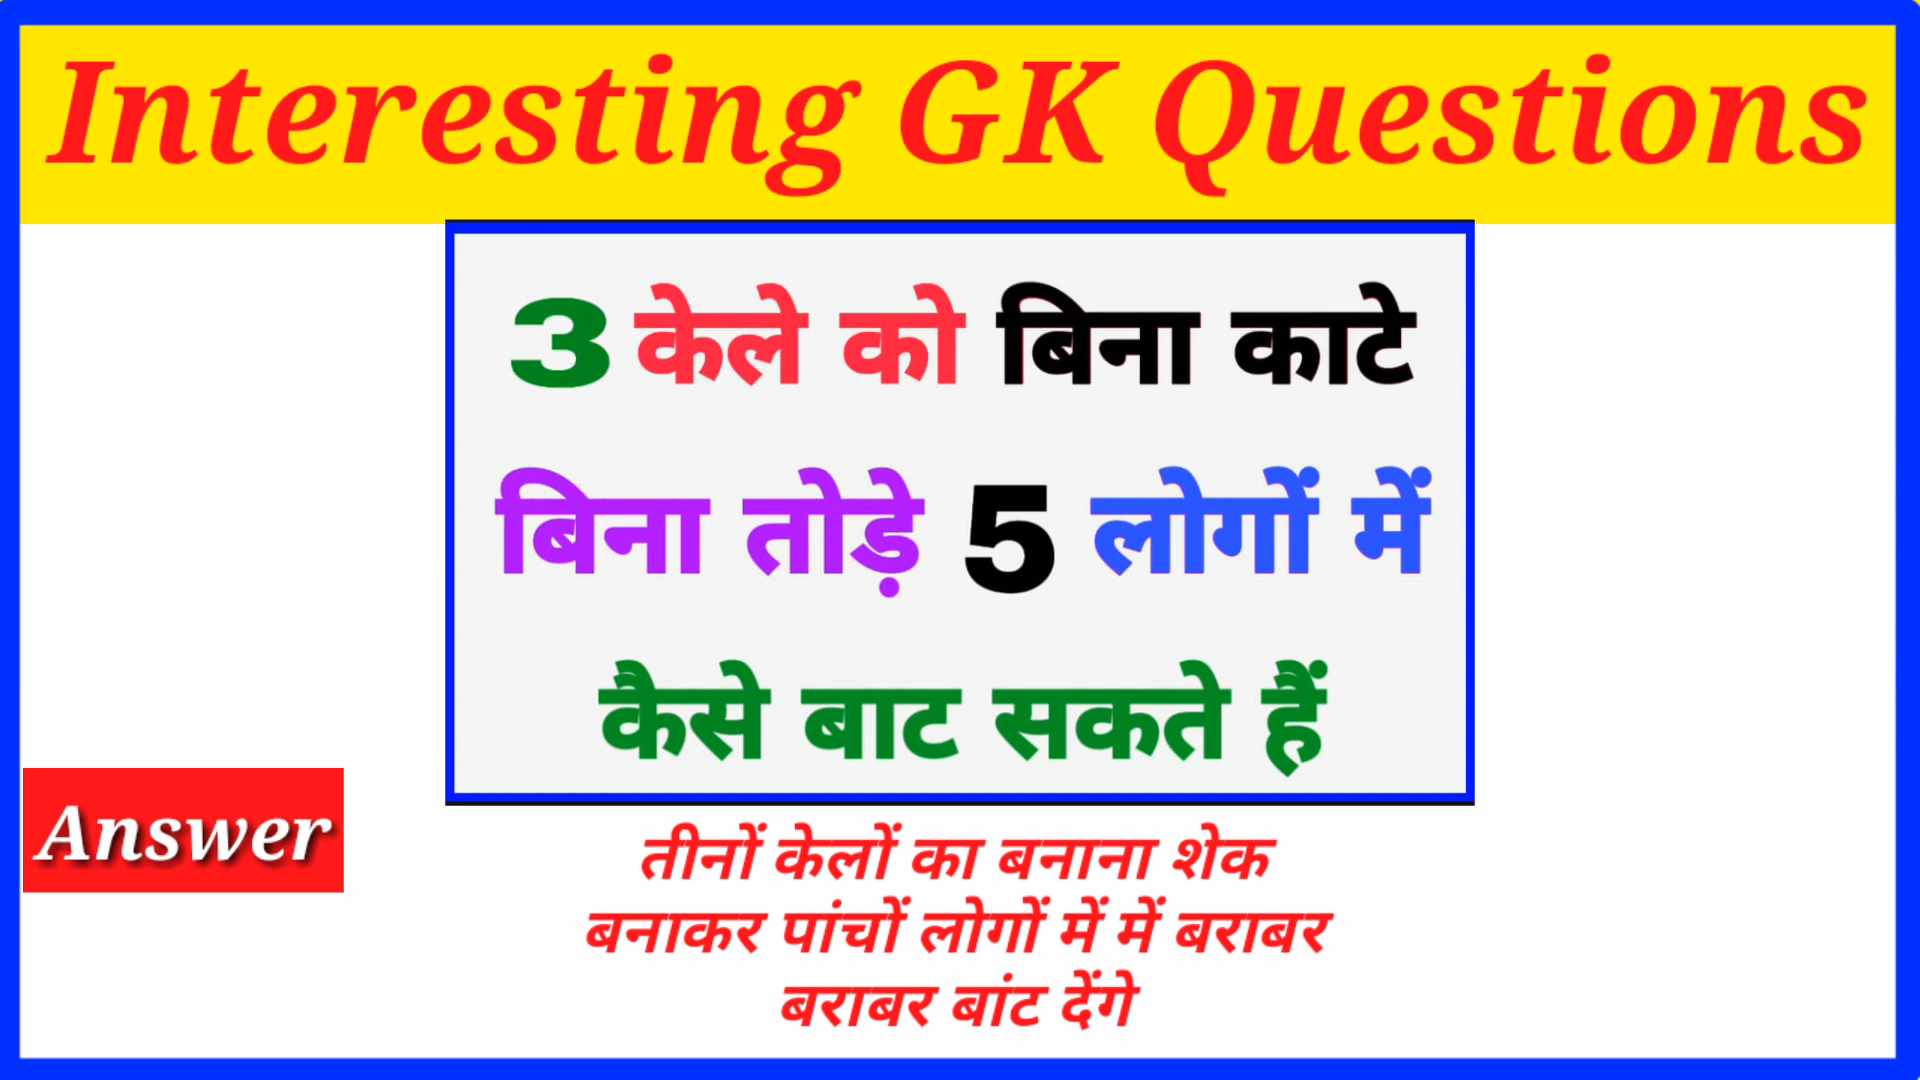 Interesting GK Questions
3 केले को बिना काटे
बिना तोड़े 5 लोगों में
कैसे बाट सकते हैं
Answer
तीनों केलों का बनाना शेक
बनाकर पांचों लोगों में में बराबर
बराबर बांट देंगे